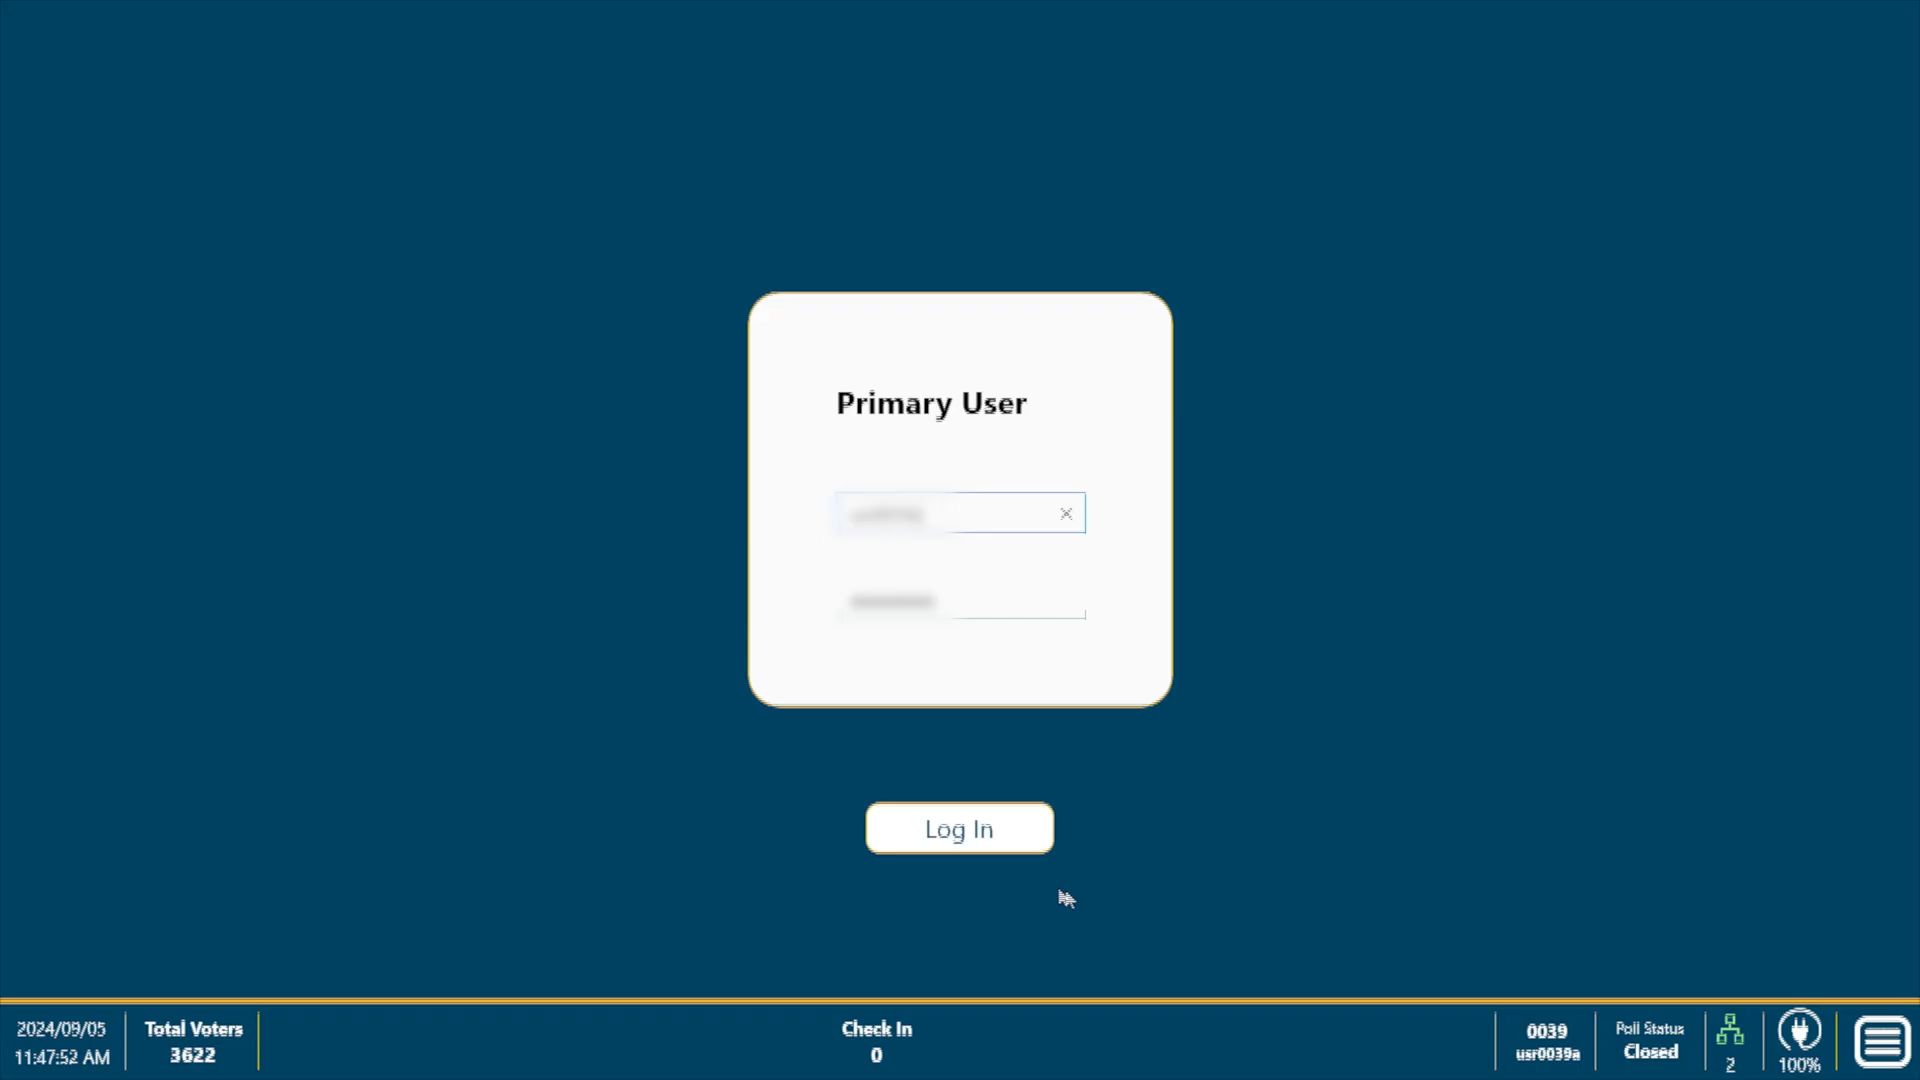 Primary User
Log In
2024/09/05
11:47:52 AM
Total Voters
3622
Check In
0
0039
usr0039a
Poll Status
Closed
2
100%